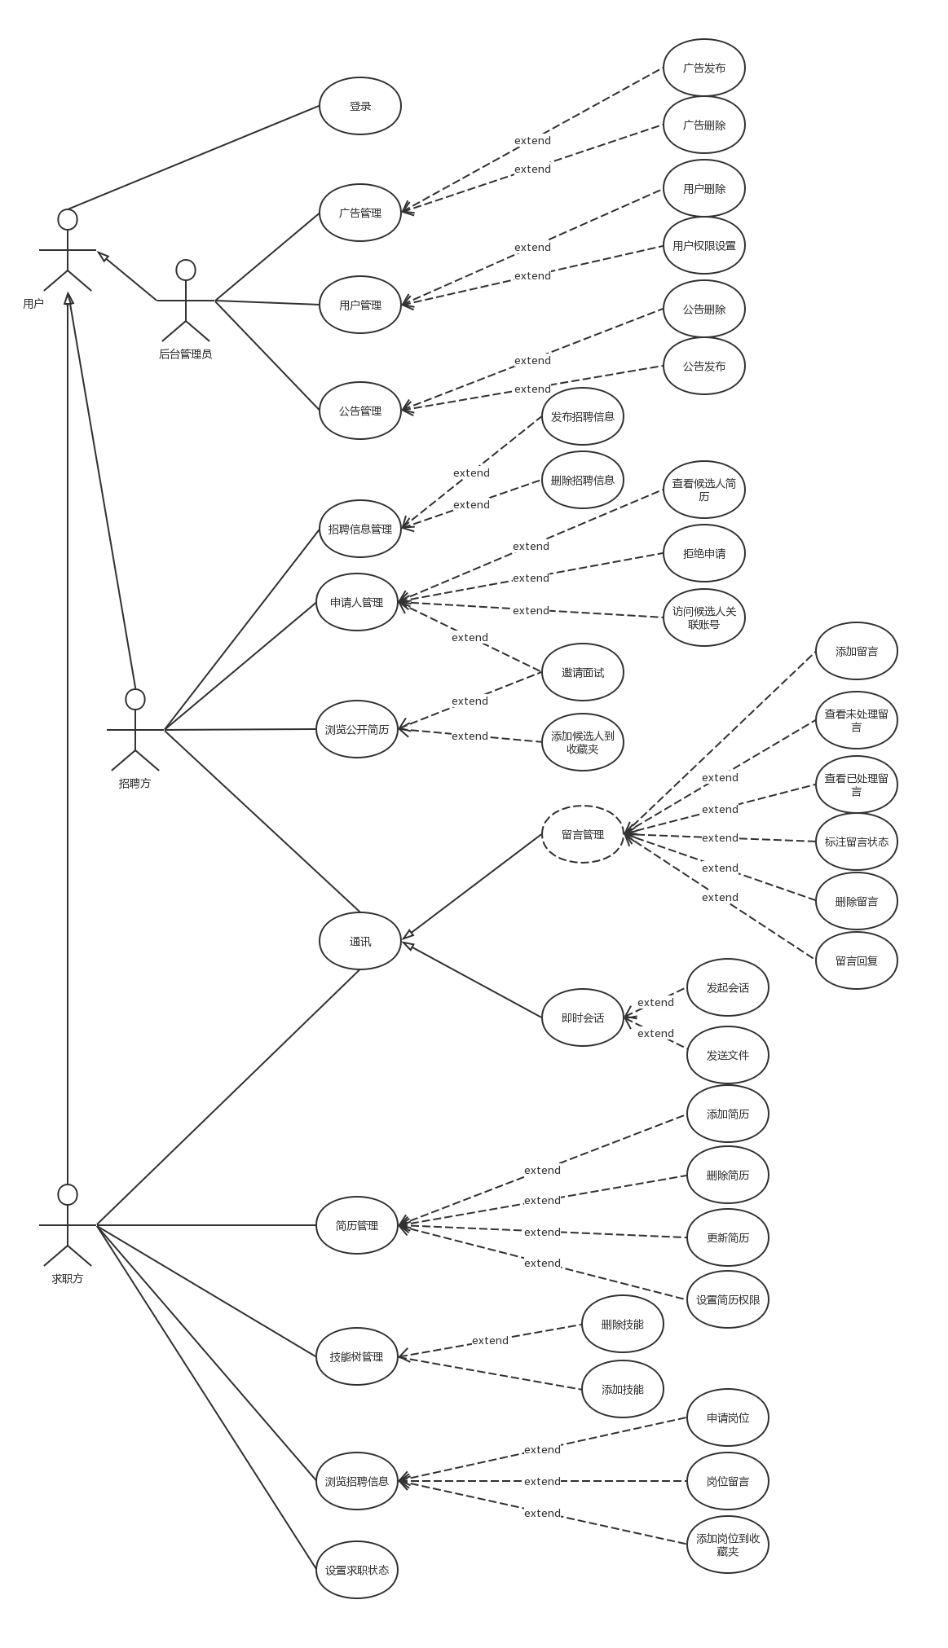 广告发布
登录
广告删除
extend
extend
用户删除
广告管理
用户权限设置
extend
extend
用户
用户管理
公告删除
后台管理员
extend
公告发布
extend
公告管理
发布招聘信息
extend
删除招聘信息
查看候选人简
历
extend
招聘信息管理
extend
拒绝申请
extend
申请人管理
extend
访问候选人关
联账号
extend
添加留言
邀请面试
extend
查看未处理留
言
浏览公开简历
extend
添加候选人到
收藏夹
招聘方
extend
查看已处理留
言
extend
留言管理
extend
标注留言状态
extend
extend
删除留言
通讯
留言回复
发起会话
extend
即时会话
extend
发送文件
添加简历
extend
删除简历
extend
简历管理
extend
更新简历
extend
求职方
设置简历权限
删除技能
extend
技能树管理
添加技能
申请岗位
extend
浏览招聘信息
extend
岗位留言
extend
添加岗位到收
藏夹
设置求职状态